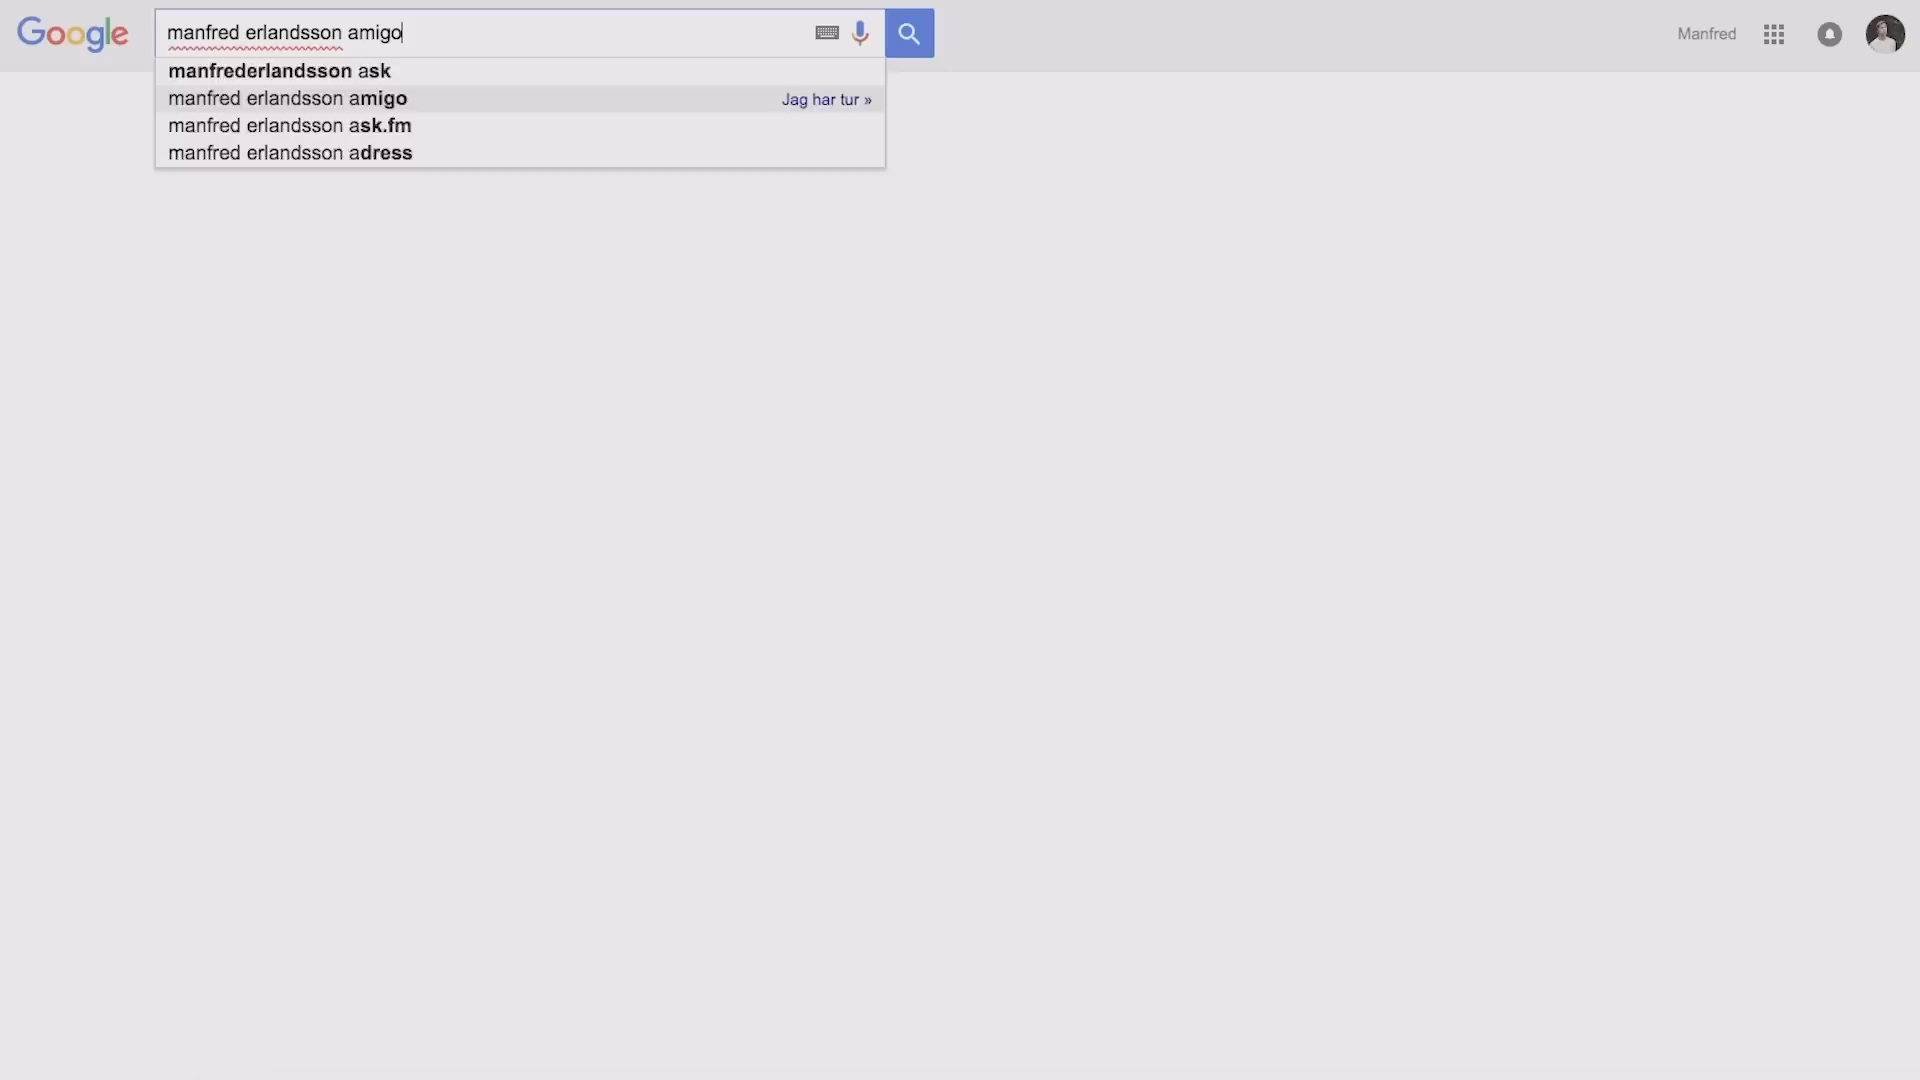 Google
manfred erlandsson amigo
Manfred
manfrederlandsson ask
manfred erlandsson amigo
Jag har tur »
manfred erlandsson ask.fm
manfred erlandsson adress